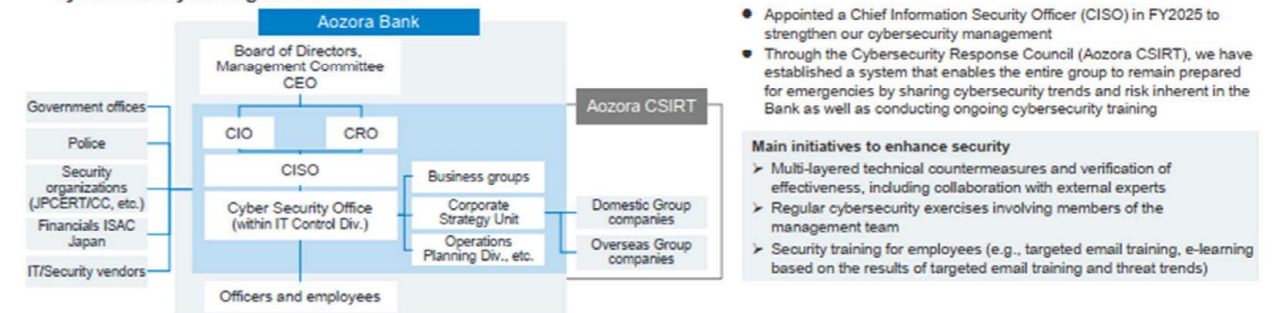 Aozora Bank
Board of Directors,
Management Committee
CEO
Government offices
Police
Security
organizations
(JPCERT/CC, etc.)
Financials ISAC
Japan
IT/Security vendors
CIO
CRO
CISO
Cyber Security Office
(within IT Control Div.)
Business groups
Corporate
Strategy Unit
Operations
Planning Div., etc.
Officers and employees
Aozora CSIRT
Domestic Group
companies
Overseas Group
companies
● Appointed a Chief Information Security Officer (CISO) in FY2025 to
strengthen our cybersecurity management
● Through the Cybersecurity Response Council (Aozora CSIRT), we have
established a system that enables the entire group to remain prepared
for emergencies by sharing cybersecurity trends and risk inherent in the
Bank as well as conducting ongoing cybersecurity training
Main initiatives to enhance security
➢ Multi-layered technical countermeasures and verification of
effectiveness, including collaboration with external experts
➢ Regular cybersecurity exercises involving members of the
management team
➢ Security training for employees (e.g., targeted email training, e-learning
based on the results of targeted email training and threat trends)